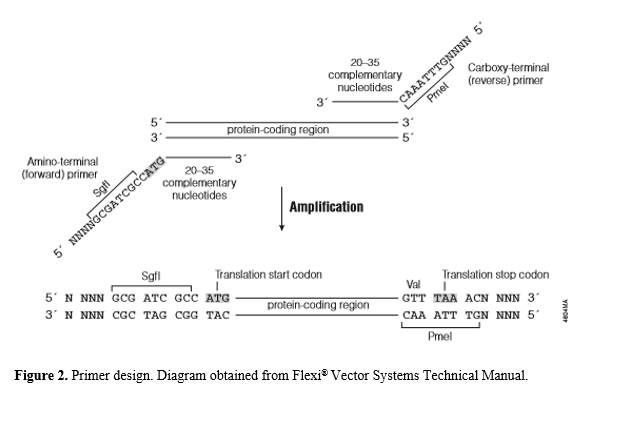 20–35
complementary
nucleotides
3´
CAAATTTGNNNN 5´
PmeI
Carboxy-terminal
(reverse) primer
5´ 3´
protein-coding region
3´ 5´
Amino-terminal
(forward) primer
SgfI
5´ NNNNGCGATCGCCATG
3´
20–35
complementary
nucleotides
Amplification
SgfI
Translation start codon
Val
Translation stop codon
5´ N NNN GCG ATC GCC ATG GTT TAA ACN NNN 3´
protein-coding region
3´ N NNN CGC TAG CGG TAC CAA ATT TGN NNN 5´
PmeI
4604MA
Figure 2. Primer design. Diagram obtained from Flexi® Vector Systems Technical Manual.